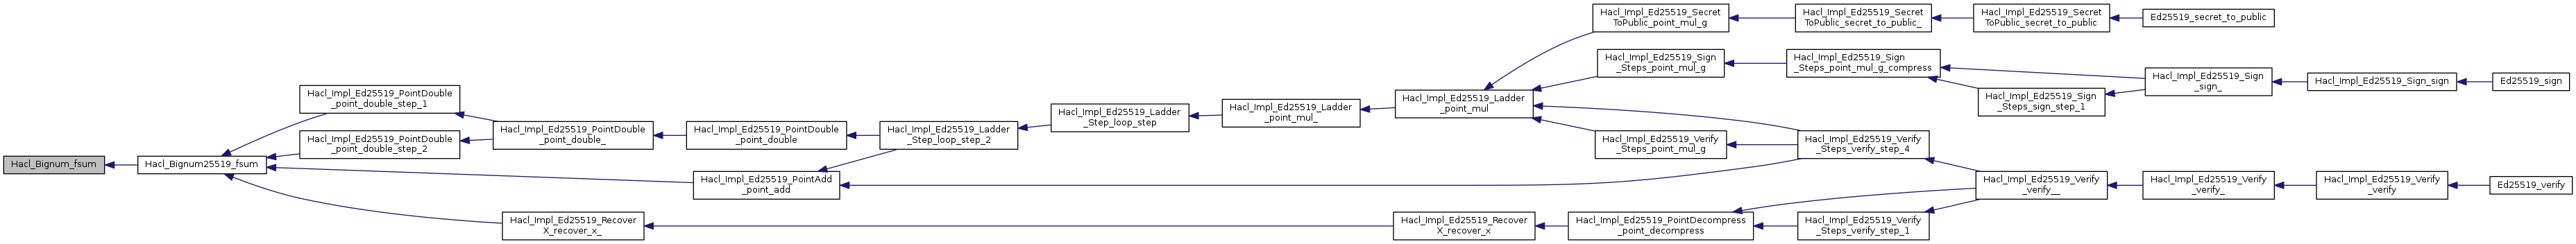 Hacl_Bignum_fsum
Hacl_Bignum25519_fsum
Hacl_Impl_Ed25519_PointDouble
_point_double_step_1
Hacl_Impl_Ed25519_PointDouble
_point_double_step_2
Hacl_Impl_Ed25519_PointDouble
_point_double_
Hacl_Impl_Ed25519_PointDouble
_point_double
Hacl_Impl_Ed25519_PointAdd
_point_add
Hacl_Impl_Ed25519_Recover
X_recover_x_
Hacl_Impl_Ed25519_Ladder
_Step_loop_step_2
Hacl_Impl_Ed25519_Ladder
_Step_loop_step
Hacl_Impl_Ed25519_Ladder
_point_mul_
Hacl_Impl_Ed25519_Ladder
_point_mul
Hacl_Impl_Ed25519_Recover
X_recover_x
Hacl_Impl_Ed25519_Secret
ToPublic_point_mul_g
Hacl_Impl_Ed25519_Secret
ToPublic_secret_to_public_
Hacl_Impl_Ed25519_Secret
ToPublic_secret_to_public
Ed25519_secret_to_public
Hacl_Impl_Ed25519_Sign
_Steps_point_mul_g
Hacl_Impl_Ed25519_Sign
_Steps_point_mul_g_compress
Hacl_Impl_Ed25519_Sign
_Steps_sign_step_1
Hacl_Impl_Ed25519_Sign
_sign_
Hacl_Impl_Ed25519_Sign_sign
Ed25519_sign
Hacl_Impl_Ed25519_Verify
_Steps_point_mul_g
Hacl_Impl_Ed25519_Verify
_Steps_verify_step_4
Hacl_Impl_Ed25519_PointDecompress
_point_decompress
Hacl_Impl_Ed25519_Verify
_Steps_verify_step_1
Hacl_Impl_Ed25519_Verify
_verify__
Hacl_Impl_Ed25519_Verify
_verify_
Hacl_Impl_Ed25519_Verify
_verify
Ed25519_verify